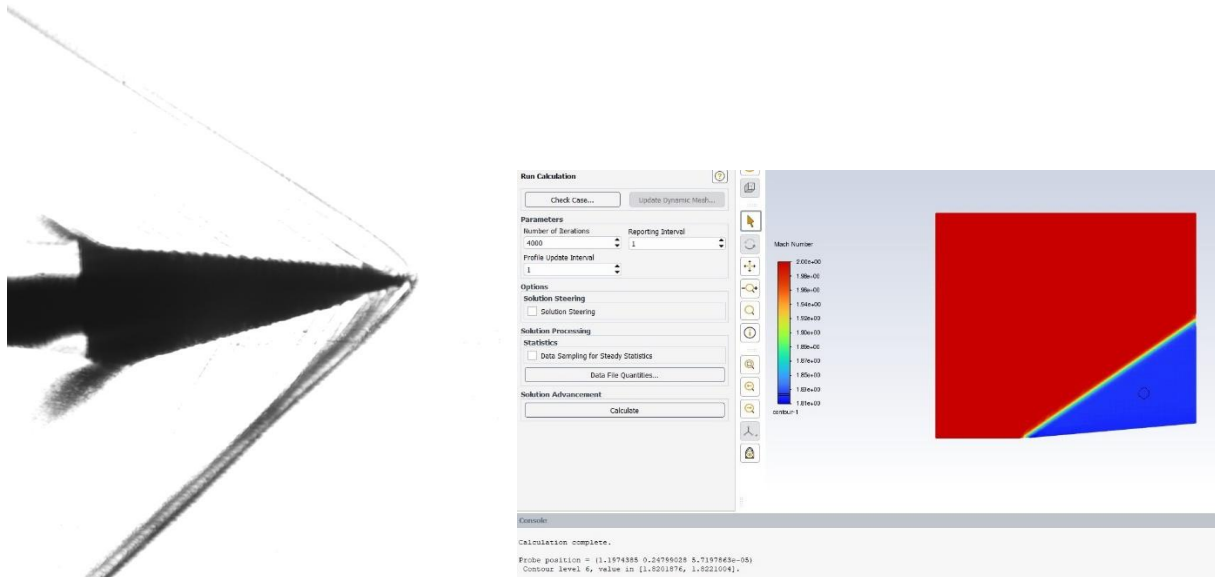 Run Calculation
Check Case... Update Dynamic Mesh...
Parameters
Number of Iterations Reporting Interval
4000 1
Profile Update Interval
1
Options
Solution Steering
Solution Steering
Solution Processing
Statistics
Data Sampling for Steady Statistics
Data File Quantities...
Solution Advancement
Calculate
Mach Number
2.00e+00
1.98e+00
1.96e+00
1.94e+00
1.92e+00
1.90e+00
1.89e+00
1.87e+00
1.85e+00
1.83e+00
1.81e+00
contour-1
Console
Calculation complete.
Probe position = (1.1974385 0.24799028 5.7197863e-05)
Contour level 6, value in [1.8201876, 1.8221004].